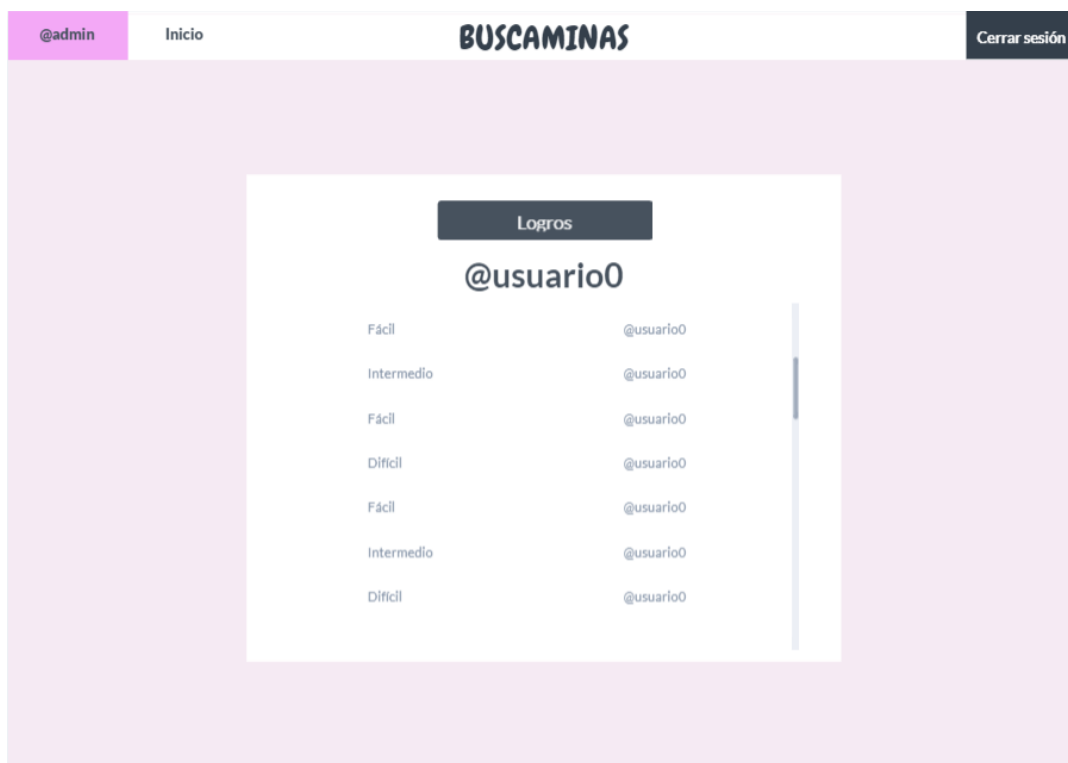 @admin Inicio BUSCAMINAS Cerrar sesión
Logros
@usuario0
Fácil @usuario0
Intermedio @usuario0
Fácil @usuario0
Difícil @usuario0
Fácil @usuario0
Intermedio @usuario0
Difícil @usuario0